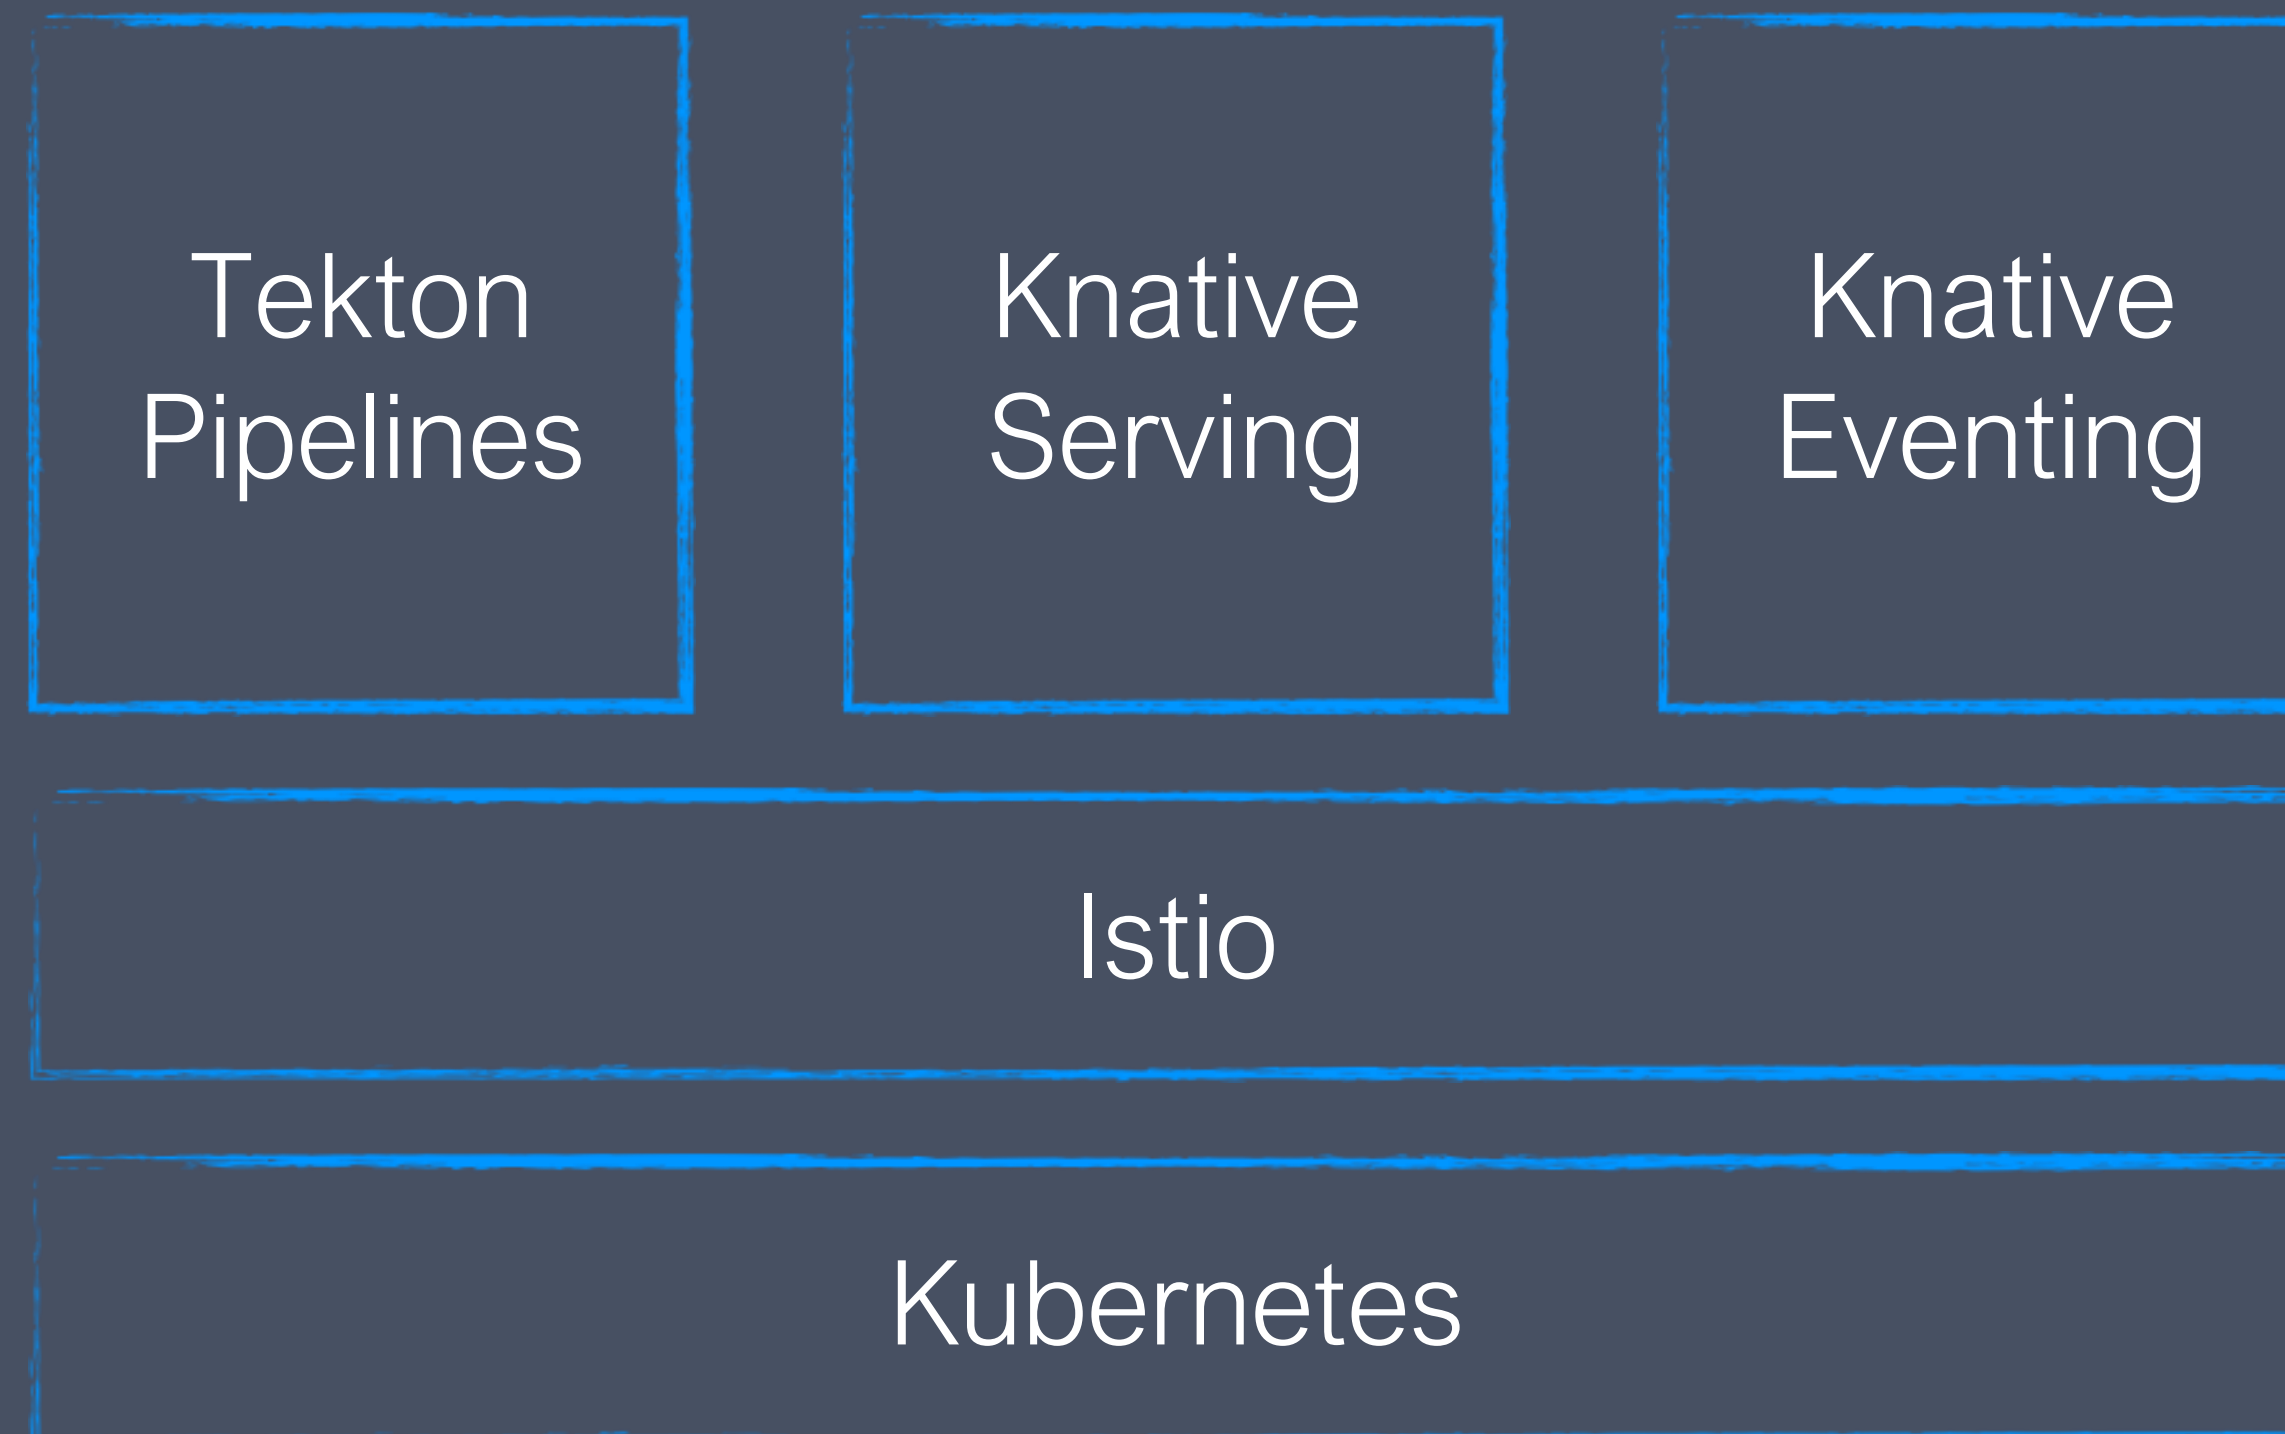 Tekton
Pipelines
Knative
Serving
Knative
Eventing
Istio
Kubernetes